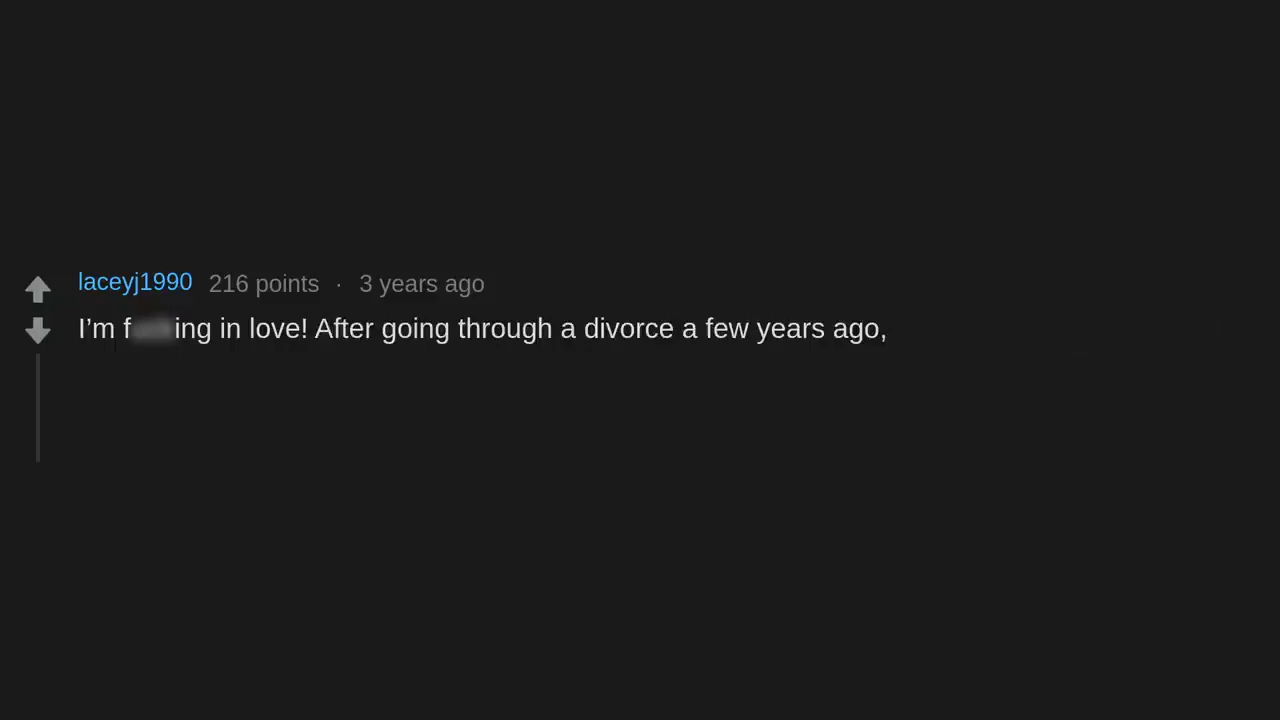 laceyj1990 216 points · 3 years ago
I’m f ing in love! After going through a divorce a few years ago,